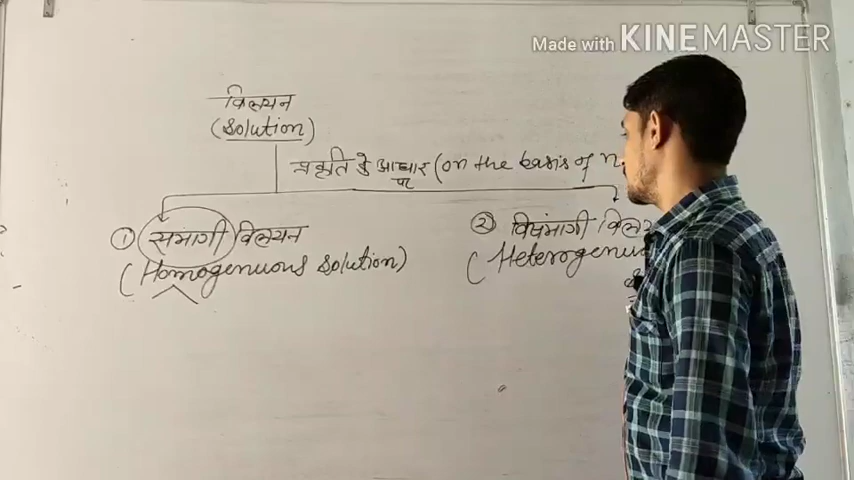 Made with KINEMASTER
विलयन
(Solution)
प्रकृति के आधार (on the basis of n
पर
① समांगी विलयन
② विषमांगी विलय
(Homogenuous solution)
(Heterogenu